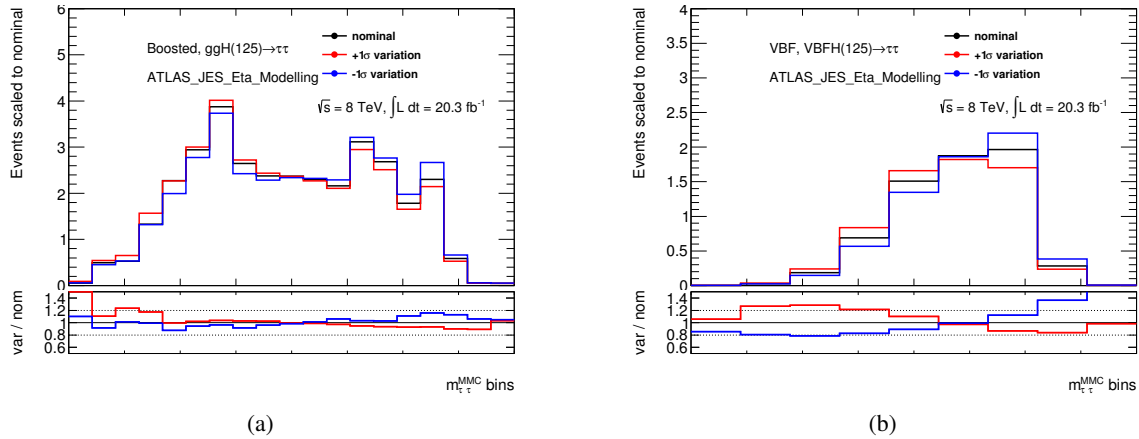 Events scaled to nominal
6
5
4
3
2
1
0
Boosted, ggH(125)→ττ
ATLAS_JES_Eta_Modelling
nominal
+1σ variation
-1σ variation
√s = 8 TeV, ∫L dt = 20.3 fb⁻¹
var / nom
1.4
1.2
1
0.8
0.6
m_ττ^MMC bins
(a)
Events scaled to nominal
4
3.5
3
2.5
2
1.5
1
0.5
0
VBF, VBFH(125)→ττ
ATLAS_JES_Eta_Modelling
nominal
+1σ variation
-1σ variation
√s = 8 TeV, ∫L dt = 20.3 fb⁻¹
var / nom
1.4
1.2
1
0.8
0.6
m_ττ^MMC bins
(b)